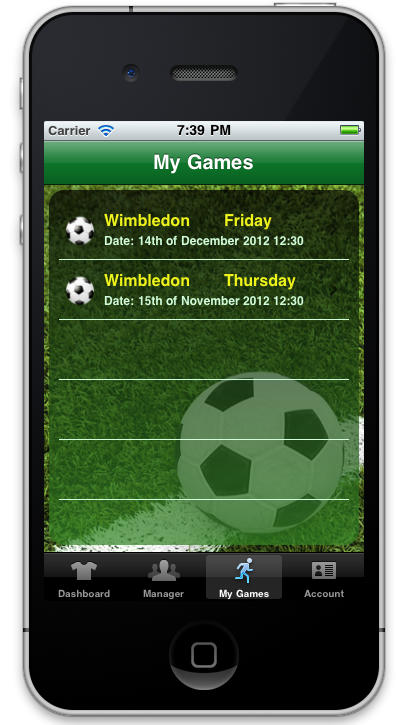 Carrier 7:39 PM
My Games
Wimbledon Friday
Date: 14th of December 2012 12:30
Wimbledon Thursday
Date: 15th of November 2012 12:30
Dashboard Manager My Games Account